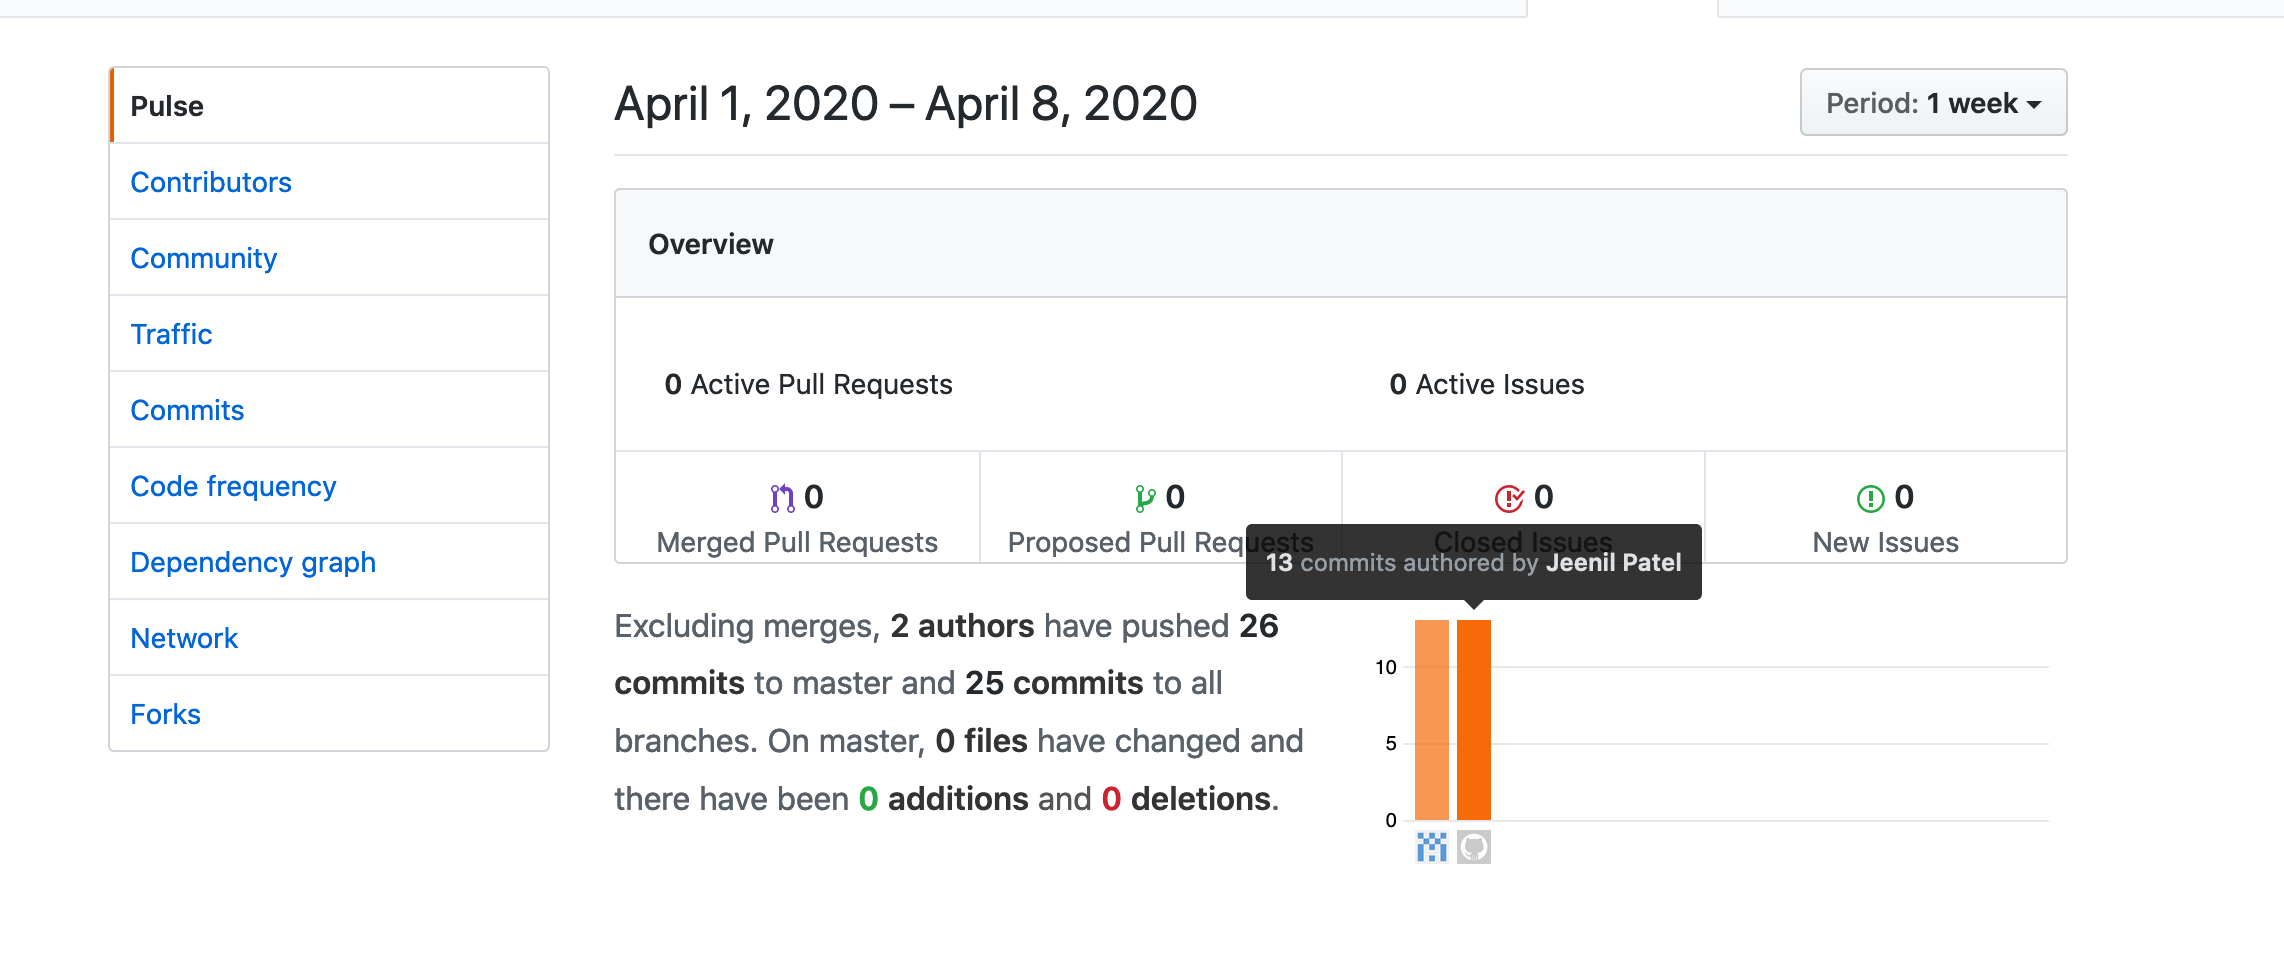 Pulse
Contributors
Community
Traffic
Commits
Code frequency
Dependency graph
Network
Forks
April 1, 2020 – April 8, 2020
Period: 1 week
Overview
0 Active Pull Requests
0 Active Issues
0
Merged Pull Requests
0
Proposed Pull Requests
0
Closed Issues
0
New Issues
13 commits authored by Jeenil Patel
Excluding merges, 2 authors have pushed 26
commits to master and 25 commits to all
branches. On master, 0 files have changed and
there have been 0 additions and 0 deletions.
10
5
0